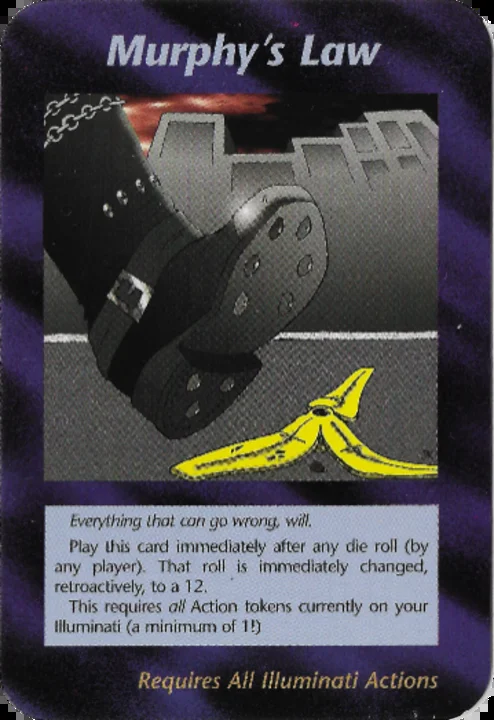 Murphy's Law
Everything that can go wrong, will.
Play this card immediately after any die roll (by
any player). That roll is immediately changed,
retroactively, to a 12.
This requires all Action tokens currently on your
Illuminati (a minimum of 1!)
Requires All Illuminati Actions